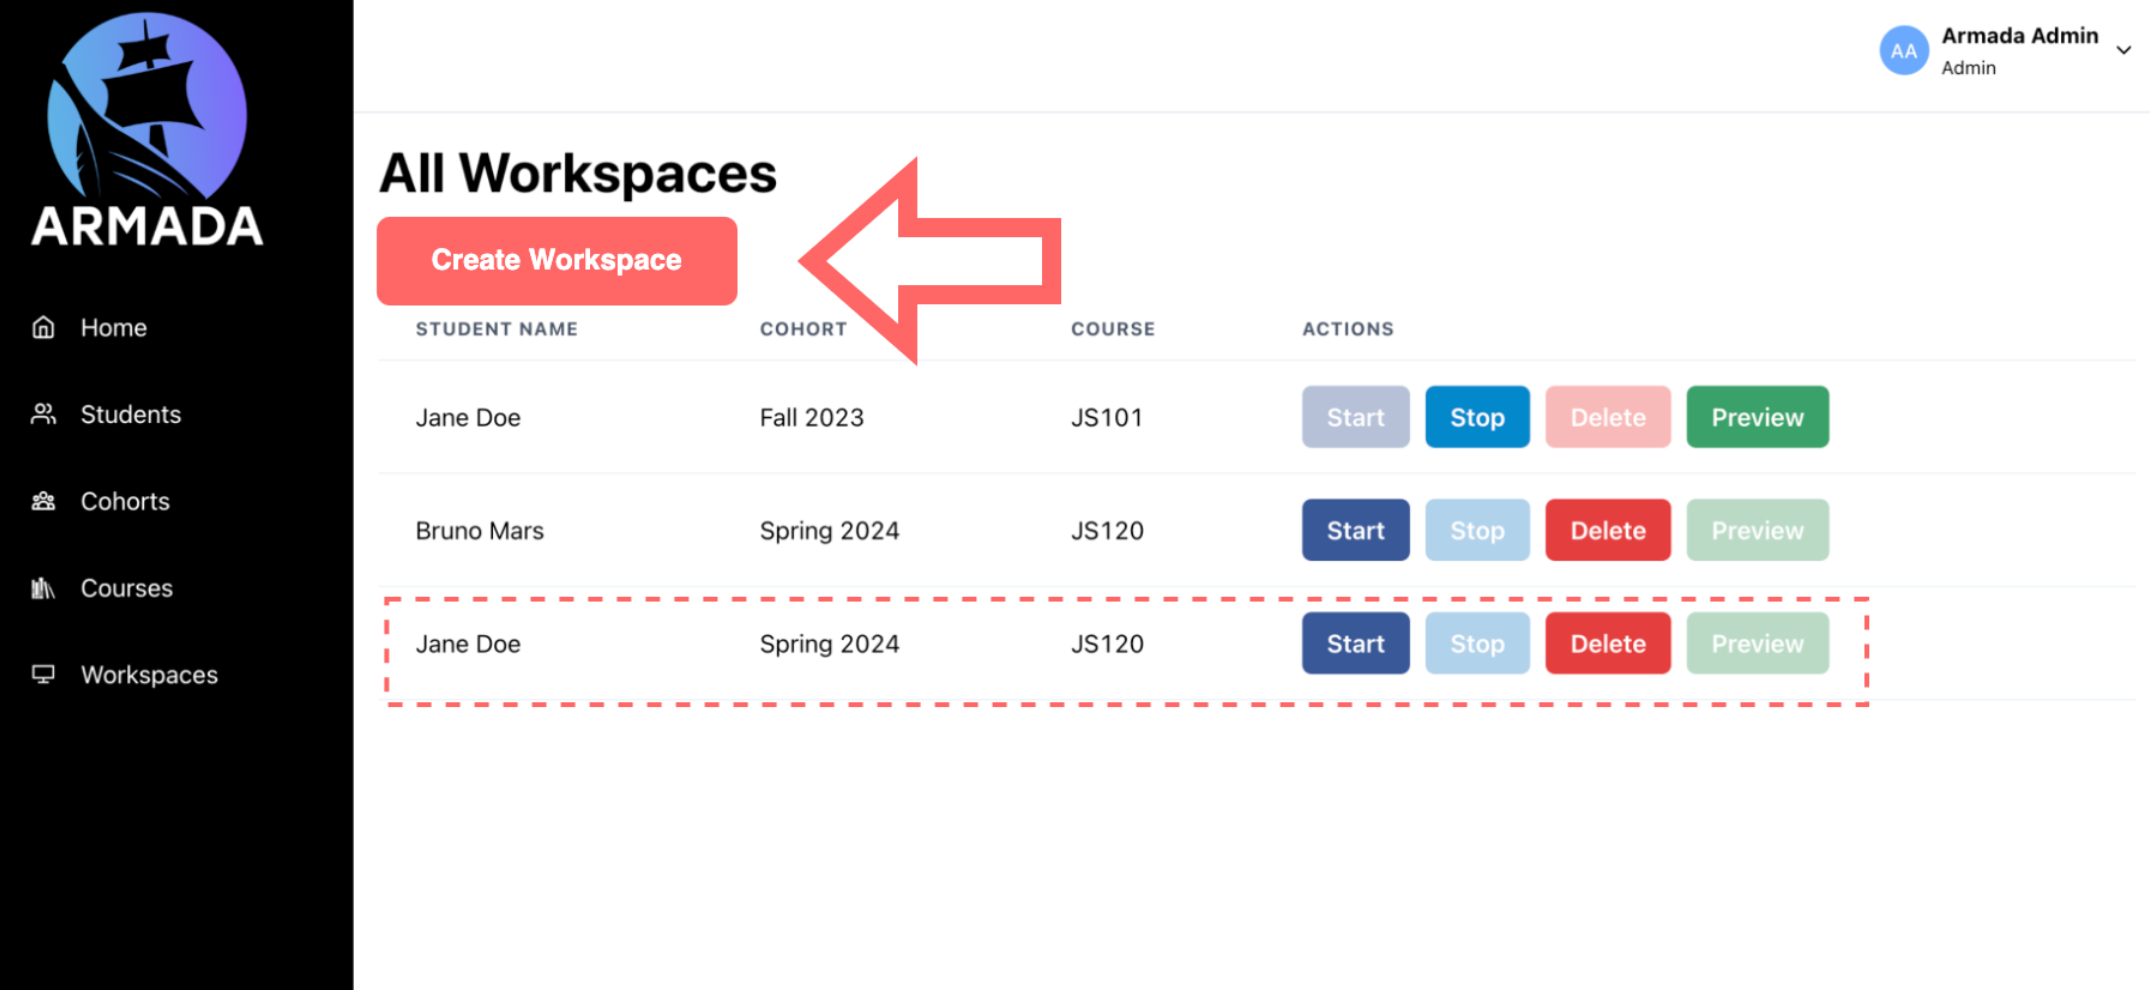 ARMADA
Home
Students
Cohorts
Courses
Workspaces
AA
Armada Admin
Admin
All Workspaces
Create Workspace
STUDENT NAME COHORT COURSE ACTIONS
Jane Doe Fall 2023 JS101 Start Stop Delete Preview
Bruno Mars Spring 2024 JS120 Start Stop Delete Preview
Jane Doe Spring 2024 JS120 Start Stop Delete Preview